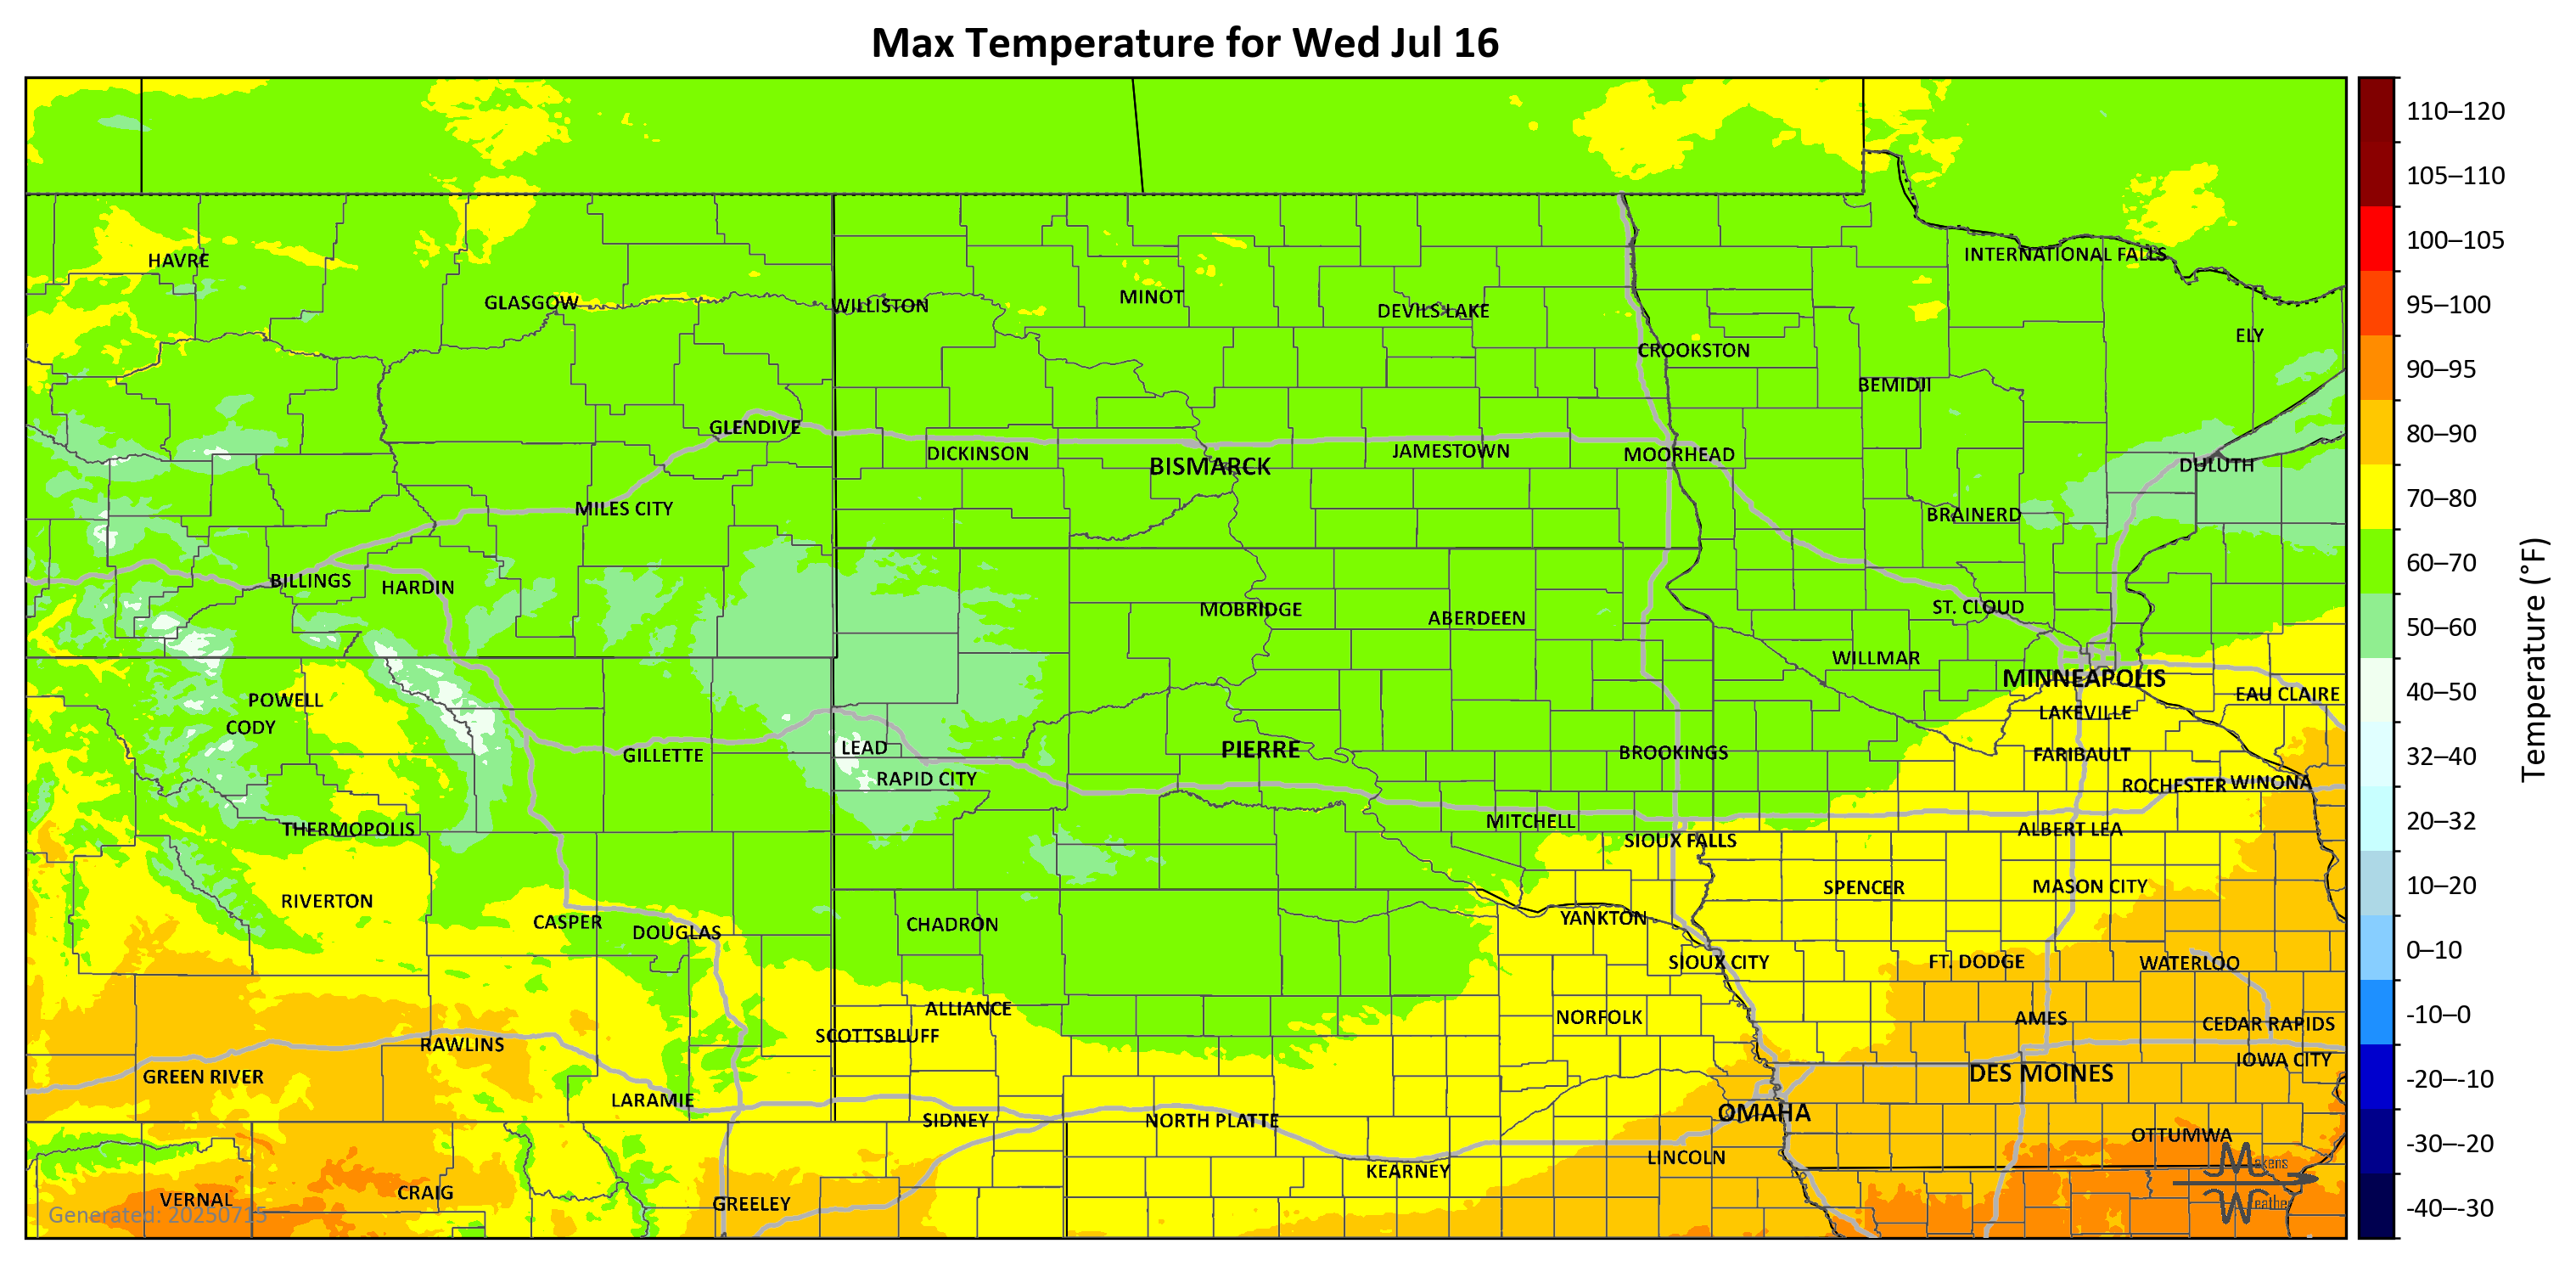 Max Temperature for Wed Jul 16
HAVRE
INTERNATIONAL FALLS
GLASGOW
WILLISTON
MINOT
DEVILS LAKE
ELY
CROOKSTON
BEMIDJI
GLENDIVE
DICKINSON
BISMARCK
JAMESTOWN
MOORHEAD
DULUTH
MILES CITY
BRAINERD
BILLINGS
HARDIN
MOBRIDGE
ABERDEEN
ST. CLOUD
WILLMAR
MINNEAPOLIS
POWELL
EAU CLAIRE
CODY
LAKEVILLE
GILLETTE
LEAD
PIERRE
BROOKINGS
FARIBAULT
RAPID CITY
ROCHESTER
WINONA
THERMOPOLIS
MITCHELL
ALBERT LEA
SIOUX FALLS
RIVERTON
SPENCER
MASON CITY
CASPER
DOUGLAS
CHADRON
YANKTON
SIOUX CITY
FT. DODGE
WATERLOO
ALLIANCE
NORFOLK
AMES
CEDAR RAPIDS
SCOTTSBLUFF
RAWLINS
IOWA CITY
GREEN RIVER
DES MOINES
LARAMIE
SIDNEY
NORTH PLATTE
OMAHA
OTTUMWA
KEARNEY
LINCOLN
VERNAL
CRAIG
GREELEY
Generated: 20250715
Makens
Weather
110–120
105–110
100–105
95–100
90–95
80–90
70–80
60–70
50–60
40–50
32–40
20–32
10–20
0–10
-10–0
-20–-10
-30–-20
-40–-30
Temperature (°F)